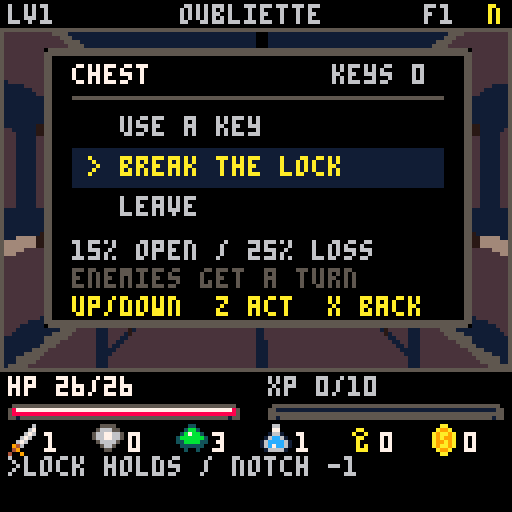 LV1 OUBLIETTE F1 N
CHEST KEYS 0
USE A KEY
> BREAK THE LOCK
LEAVE
15% OPEN / 25% LOSS
ENEMIES GET A TURN
UP/DOWN Z ACT X BACK
HP 26/26 XP 0/10
1 0 3 1 0 0
>LOCK HOLDS / NOTCH -1